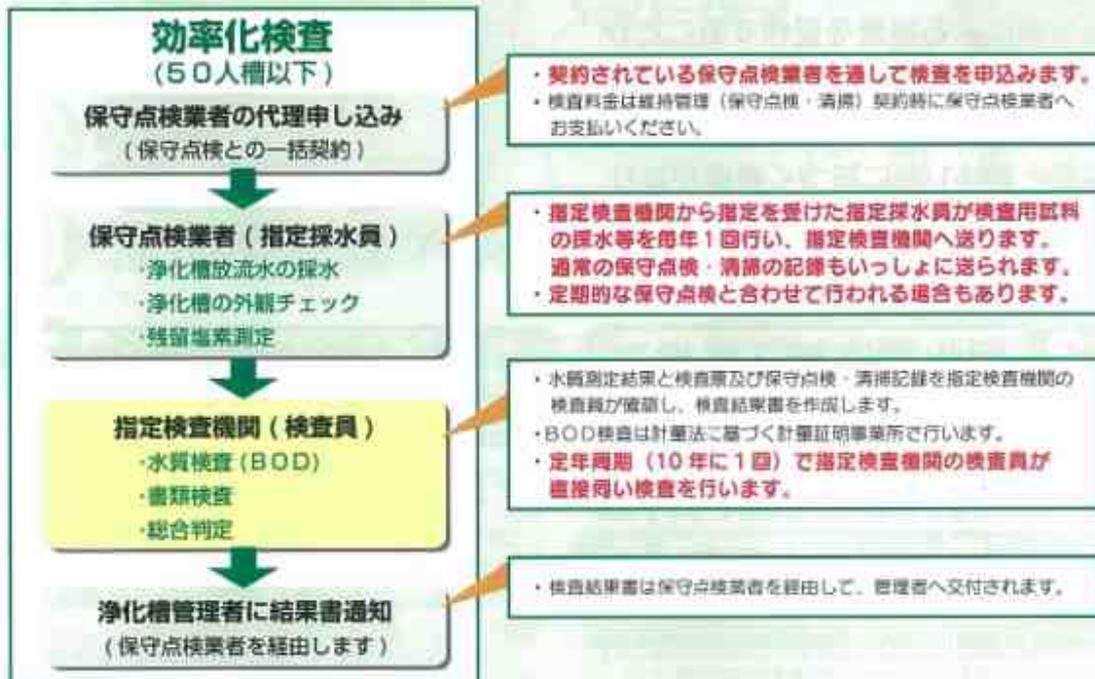 効率化検査
(50人槽以下)
保守点検業者の代理申し込み
(保守点検との一括契約)
・契約されている保守点検業者を通して検査を申込みます。
・検査料金は維持管理(保守点検・清掃)契約時に保守点検業者へ
お支払いください。
保守点検業者(指定採水員)
・浄化槽放流水の採水
・浄化槽の外観チェック
・残留塩素測定
・指定検査機関から指定を受けた指定採水員が検査用試料
の採水等を毎年1回行い、指定検査機関へ送ります。
通常の保守点検・清掃の記録もいっしょに送られます。
・定期的な保守点検と合わせて行われる場合もあります。
指定検査機関(検査員)
・水質検査(BOD)
・書類検査
・総合判定
・水質測定結果と検査票及び保守点検・清掃記録を指定検査機関の
検査員が確認し、検査結果書を作成します。
・BOD検査は計量法に基づく計量証明事業所で行います。
・定年周期(10年に1回)で指定検査機関の検査員が
直接伺い検査を行います。
浄化槽管理者に結果書通知
(保守点検業者を経由します)
・検査結果書は保守点検業者を経由して、管理者へ交付されます。